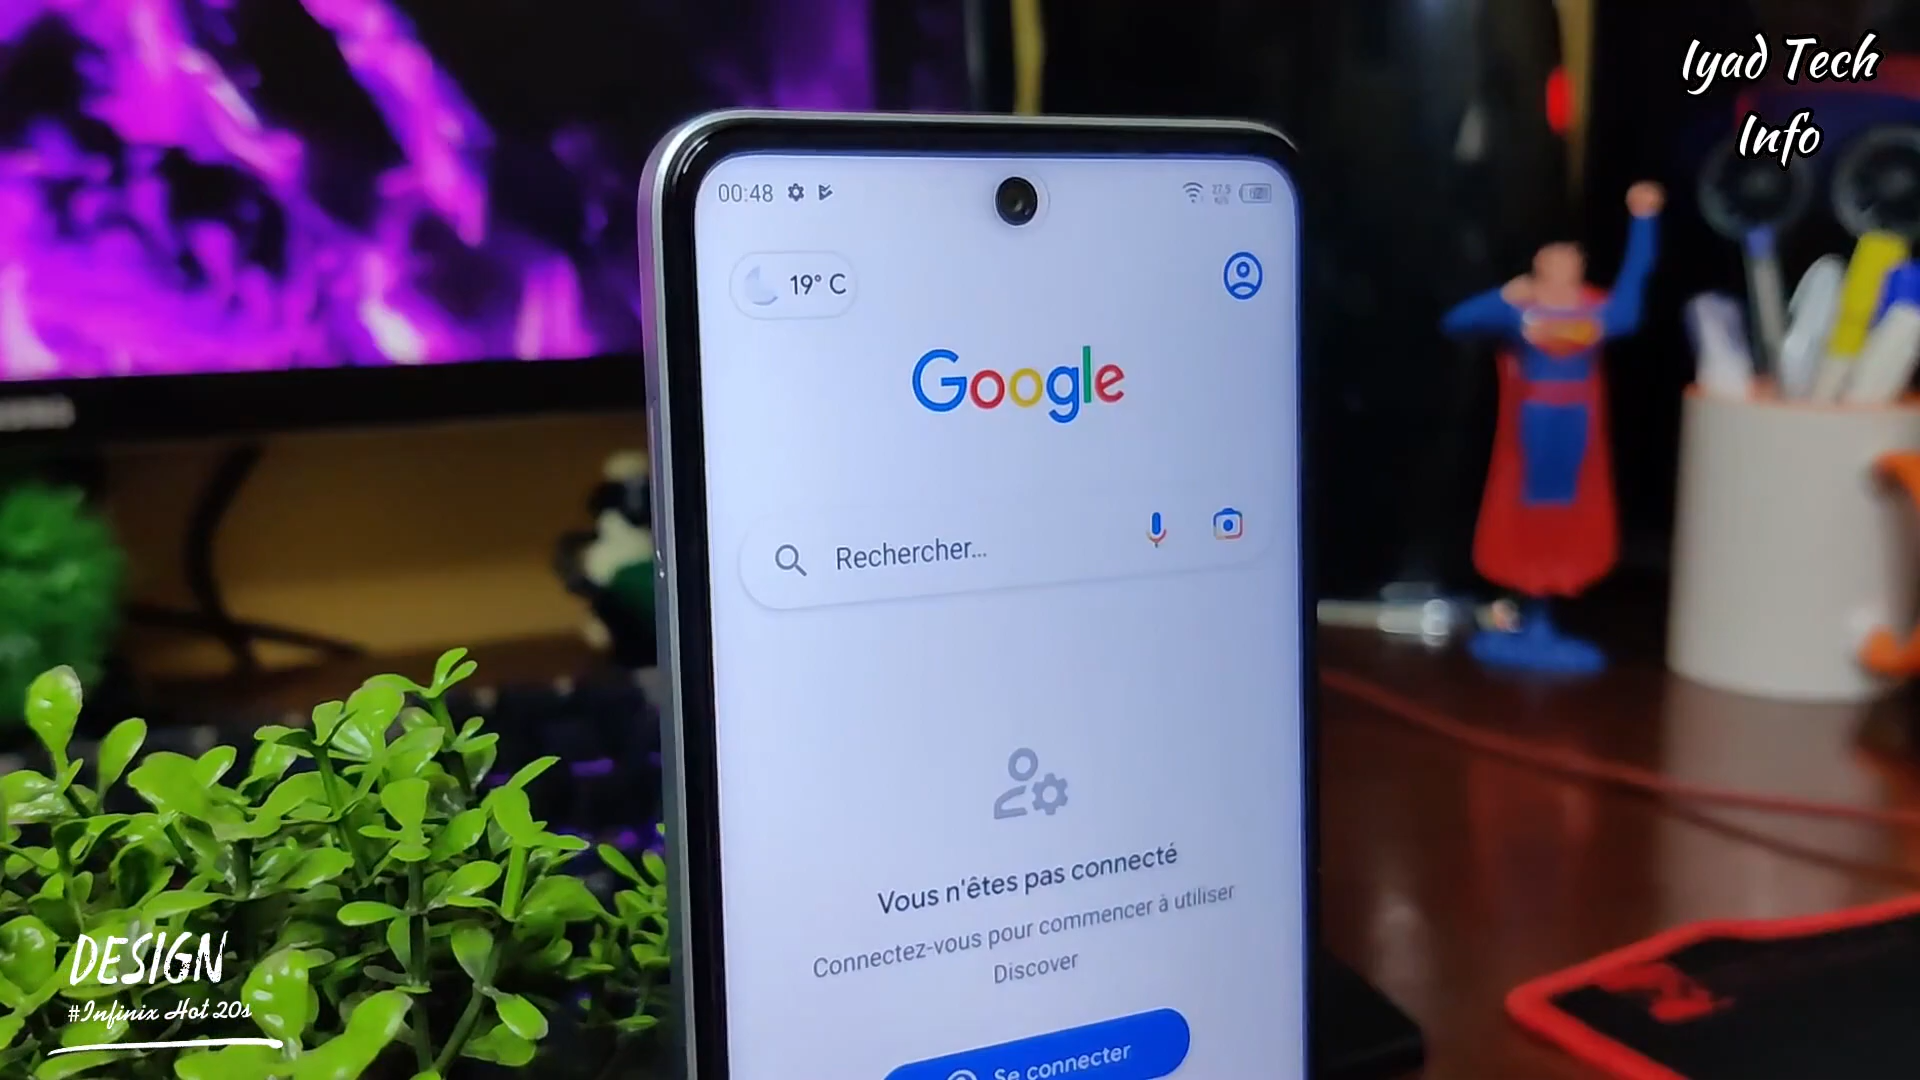 Iyad Tech
Info
00:48
19° C
Google
Rechercher...
Vous n'êtes pas connecté
Connectez-vous pour commencer à utiliser
Discover
Se connecter
DESIGN
#Infinix Hot 20s